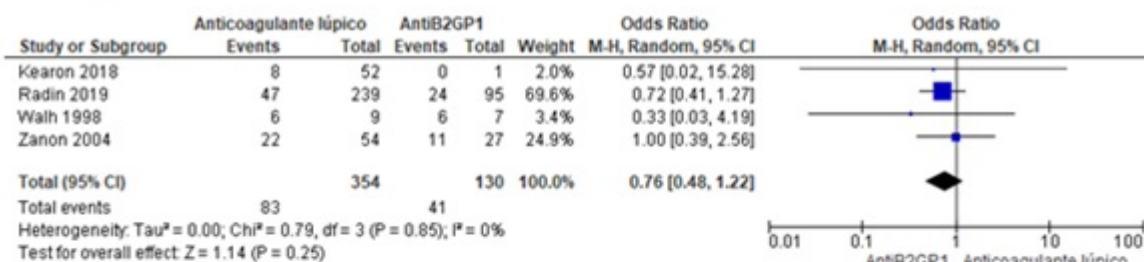 Anticoagulante lúpico AntiB2GP1 Odds Ratio Odds Ratio
Study or Subgroup Events Total Events Total Weight M-H, Random, 95% CI M-H, Random, 95% CI
Kearon 2018 8 52 0 1 2.0% 0.57 [0.02, 15.28]
Radin 2019 47 239 24 95 69.6% 0.72 [0.41, 1.27]
Walh 1998 6 9 6 7 3.4% 0.33 [0.03, 4.19]
Zanon 2004 22 54 11 27 24.9% 1.00 [0.39, 2.56]
Total (95% CI) 354 130 100.0% 0.76 [0.48, 1.22]
Total events 83 41
Heterogeneity: Tau² = 0.00; Chi² = 0.79, df = 3 (P = 0.85); I² = 0%
Test for overall effect: Z = 1.14 (P = 0.25)
0.01 0.1 1 10 100
AntiB2GP1 Anticoagulante lúpico